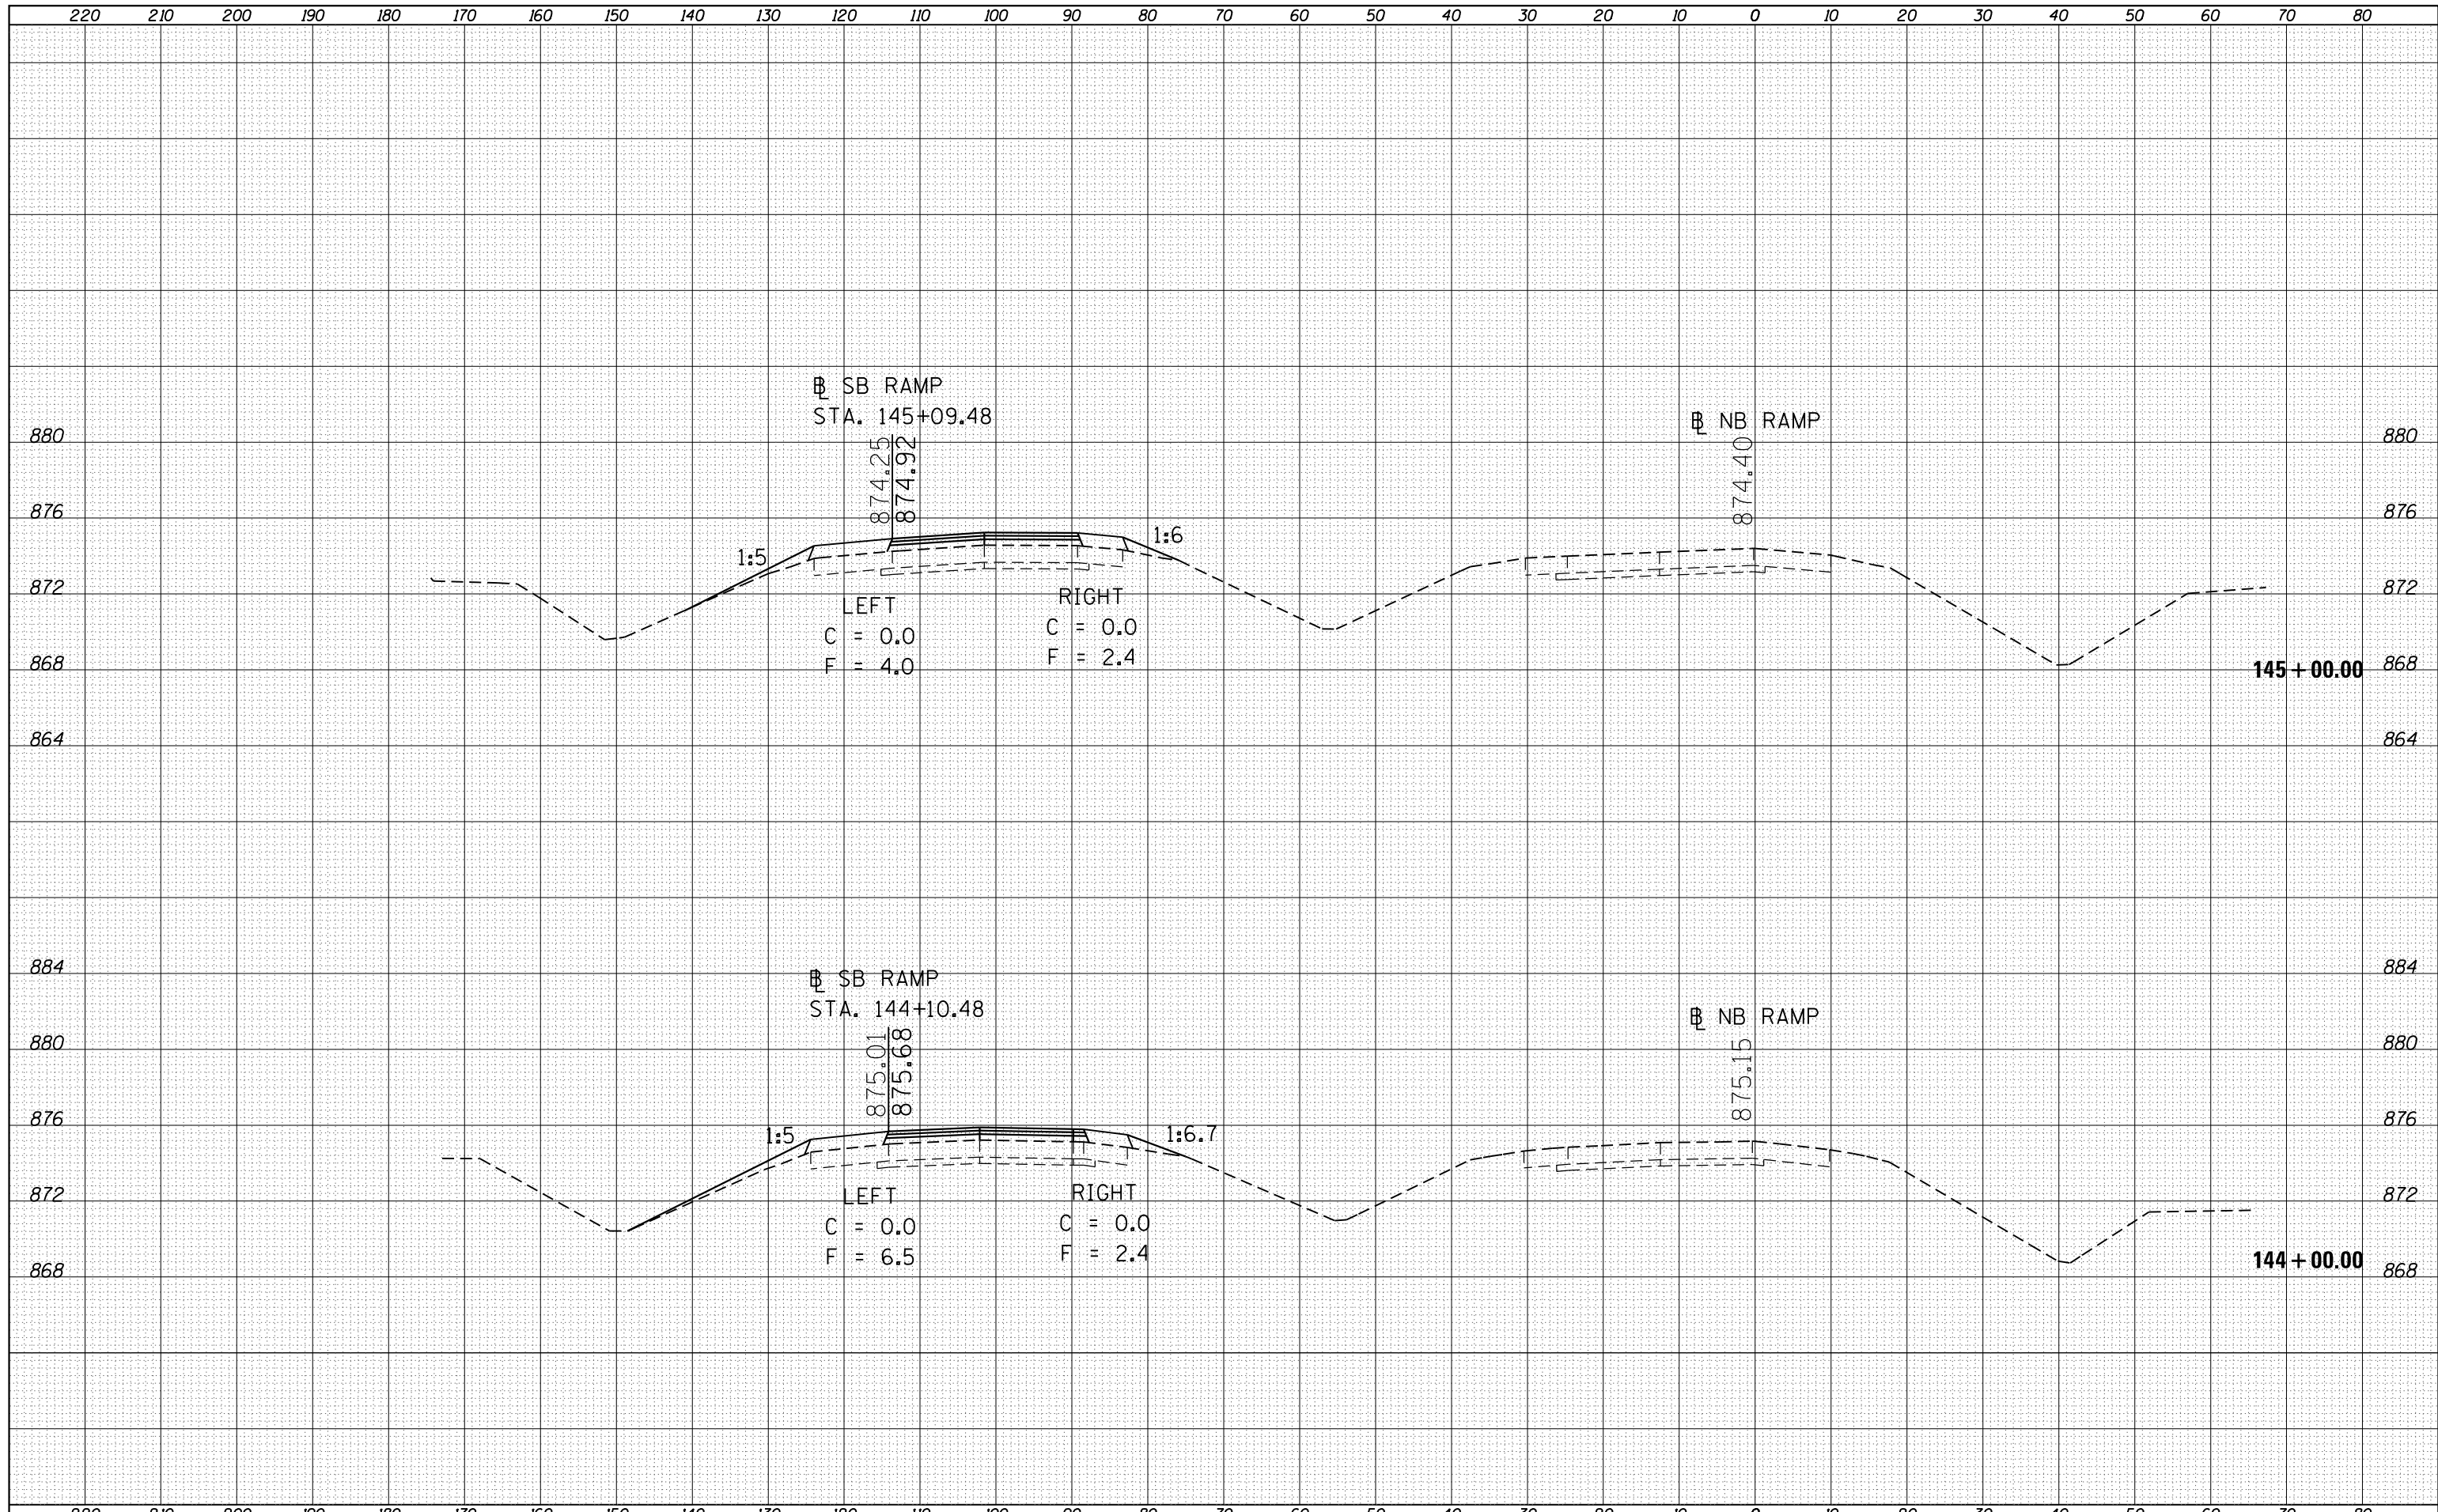 220 210 200 190 180 170 160 150 140 130 120 110 100 90 80 70 60 50 40 30 20 10 0 10 20 30 40 50 60 70 80
BL SB RAMP
STA. 145+09.48
BL NB RAMP
880 874.25 874.92 874.40 880
876 876
1:5 1:6
872 872
LEFT RIGHT
C = 0.0 C = 0.0
F = 4.0 F = 2.4
868 145+00.00 868
864 864
884 884
BL SB RAMP
STA. 144+10.48
BL NB RAMP
880 875.01 875.68 875.15 880
876 876
1:5 1:6.7
872 872
LEFT RIGHT
C = 0.0 C = 0.0
F = 6.5 F = 2.4
144+00.00
868 868